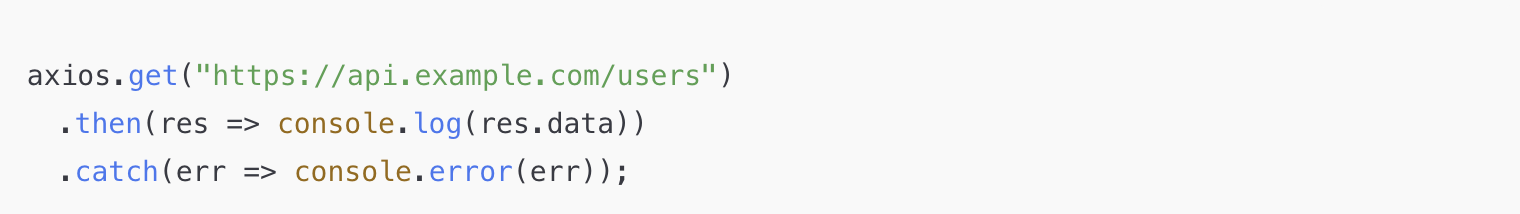 axios.get("https://api.example.com/users")
  .then(res => console.log(res.data))
  .catch(err => console.error(err));